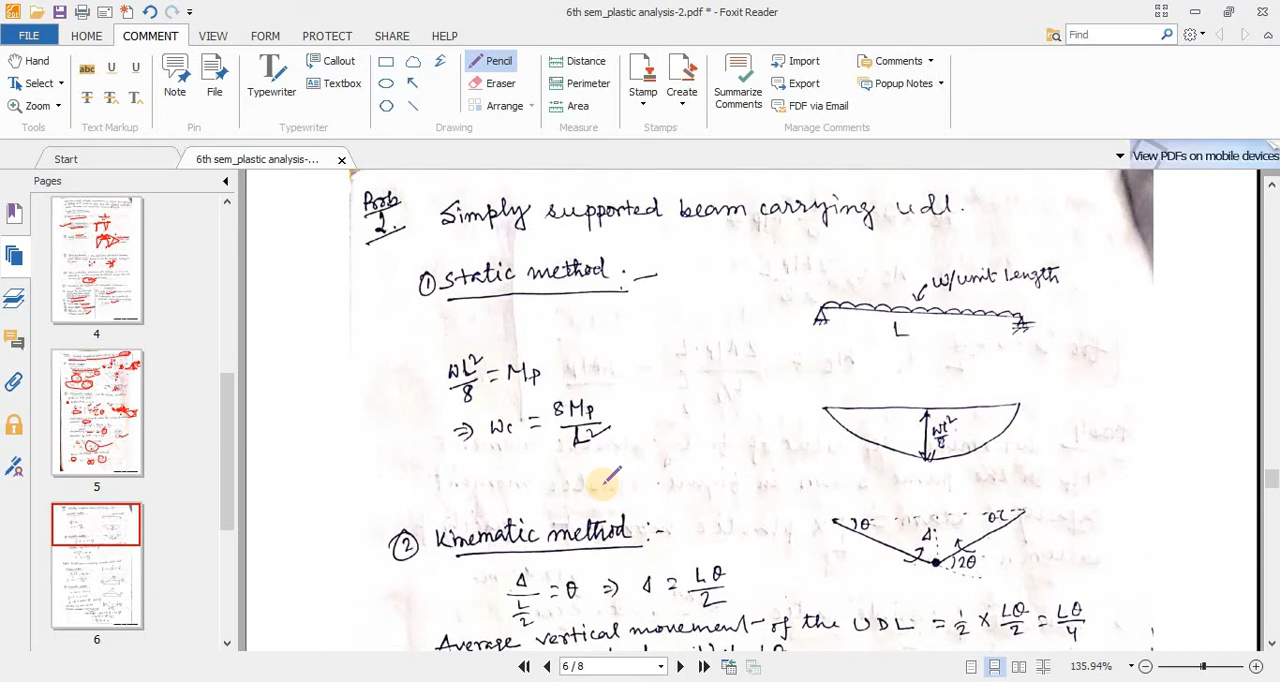 6th sem_plastic analysis-2.pdf * - Foxit Reader
FILE HOME COMMENT VIEW FORM PROTECT SHARE HELP
Find
Hand
Select
Zoom
Tools
abc U U
T T T
Text Markup
Note
File
Pin
Typewriter
Callout
Textbox
Typewriter
Pencil
Eraser
Arrange
Drawing
Distance
Perimeter
Area
Measure
Stamp
Create
Stamps
Summarize Comments
Import
Export
FDF via Email
Comments
Popup Notes
Manage Comments
Start
6th sem_plastic analysis-...
View PDFs on mobile devices
Pages
4
5
6
Prob 2. Simply supported beam carrying udl.
① Static method :-
W/unit length
L
WL²/8 = Mp
⇒ Wc = 8Mp/L²
WL²/8
② Kinematic method :-
θ θ
Δ
2θ
Δ/(L/2) = θ ⇒ Δ = Lθ/2
Average vertical movement of the UDL = 1/2 × Lθ/2 = Lθ/4
6 / 8
135.94%